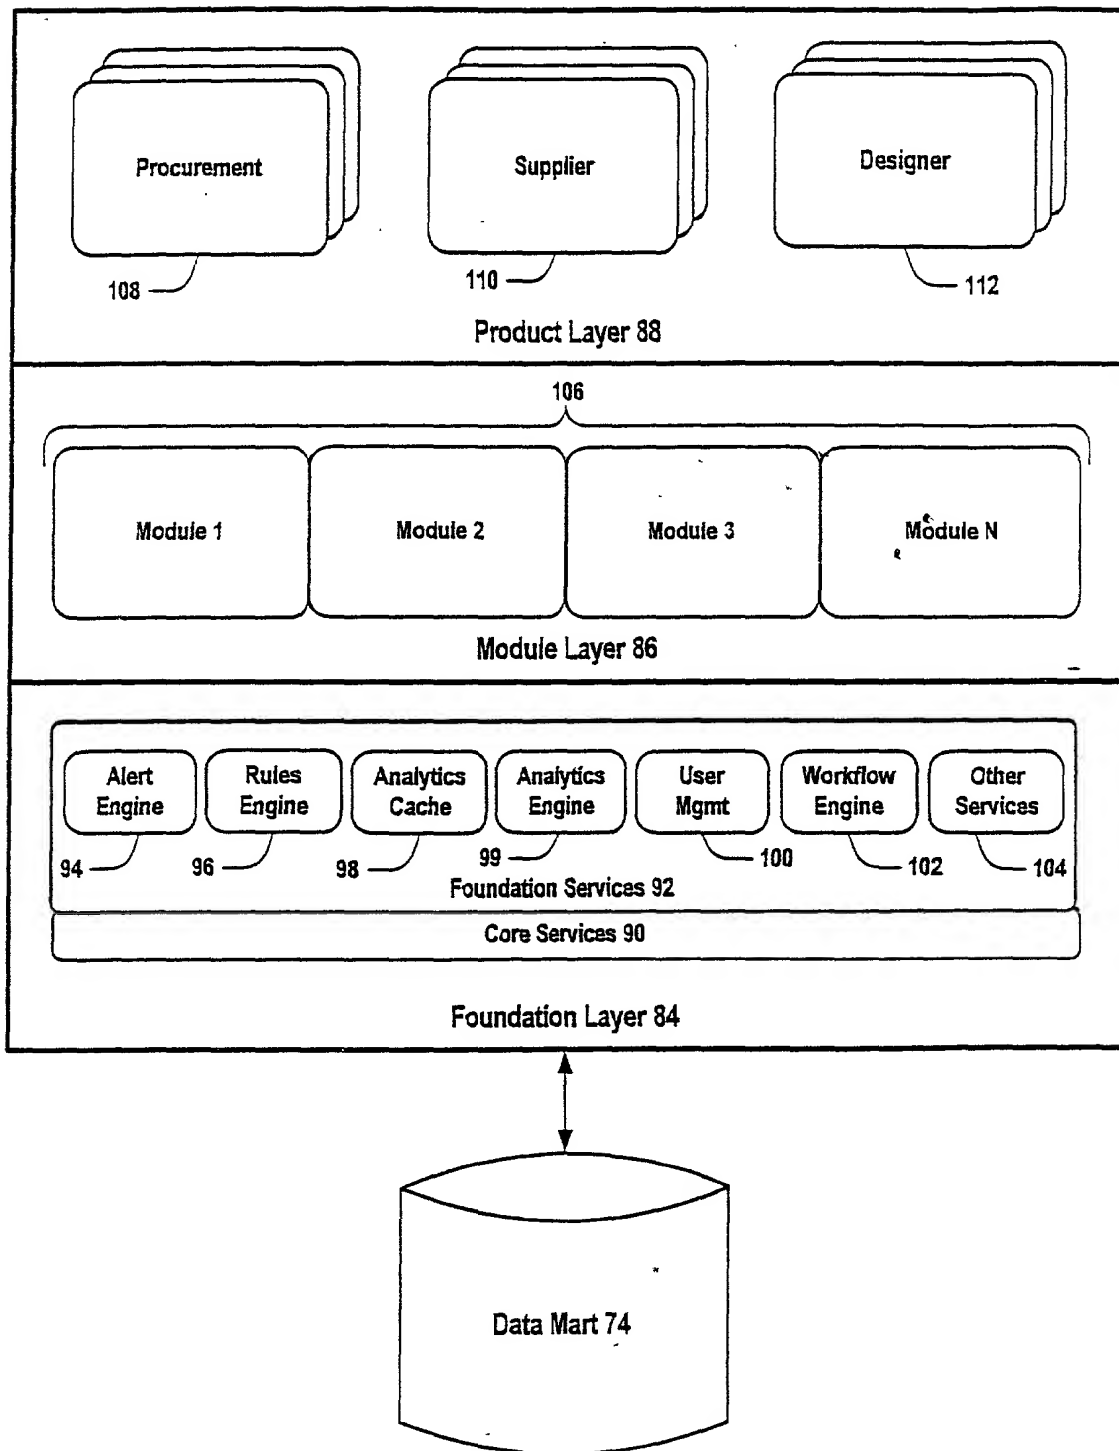 Procurement
Supplier
Designer
108
110
112
Product Layer 88
106
Module 1
Module 2
Module 3
Module N
Module Layer 86
Alert
Engine
Rules
Engine
Analytics
Cache
Analytics
Engine
User
Mgmt
Workflow
Engine
Other
Services
94
96
98
99
100
102
104
Foundation Services 92
Core Services 90
Foundation Layer 84
Data Mart 74